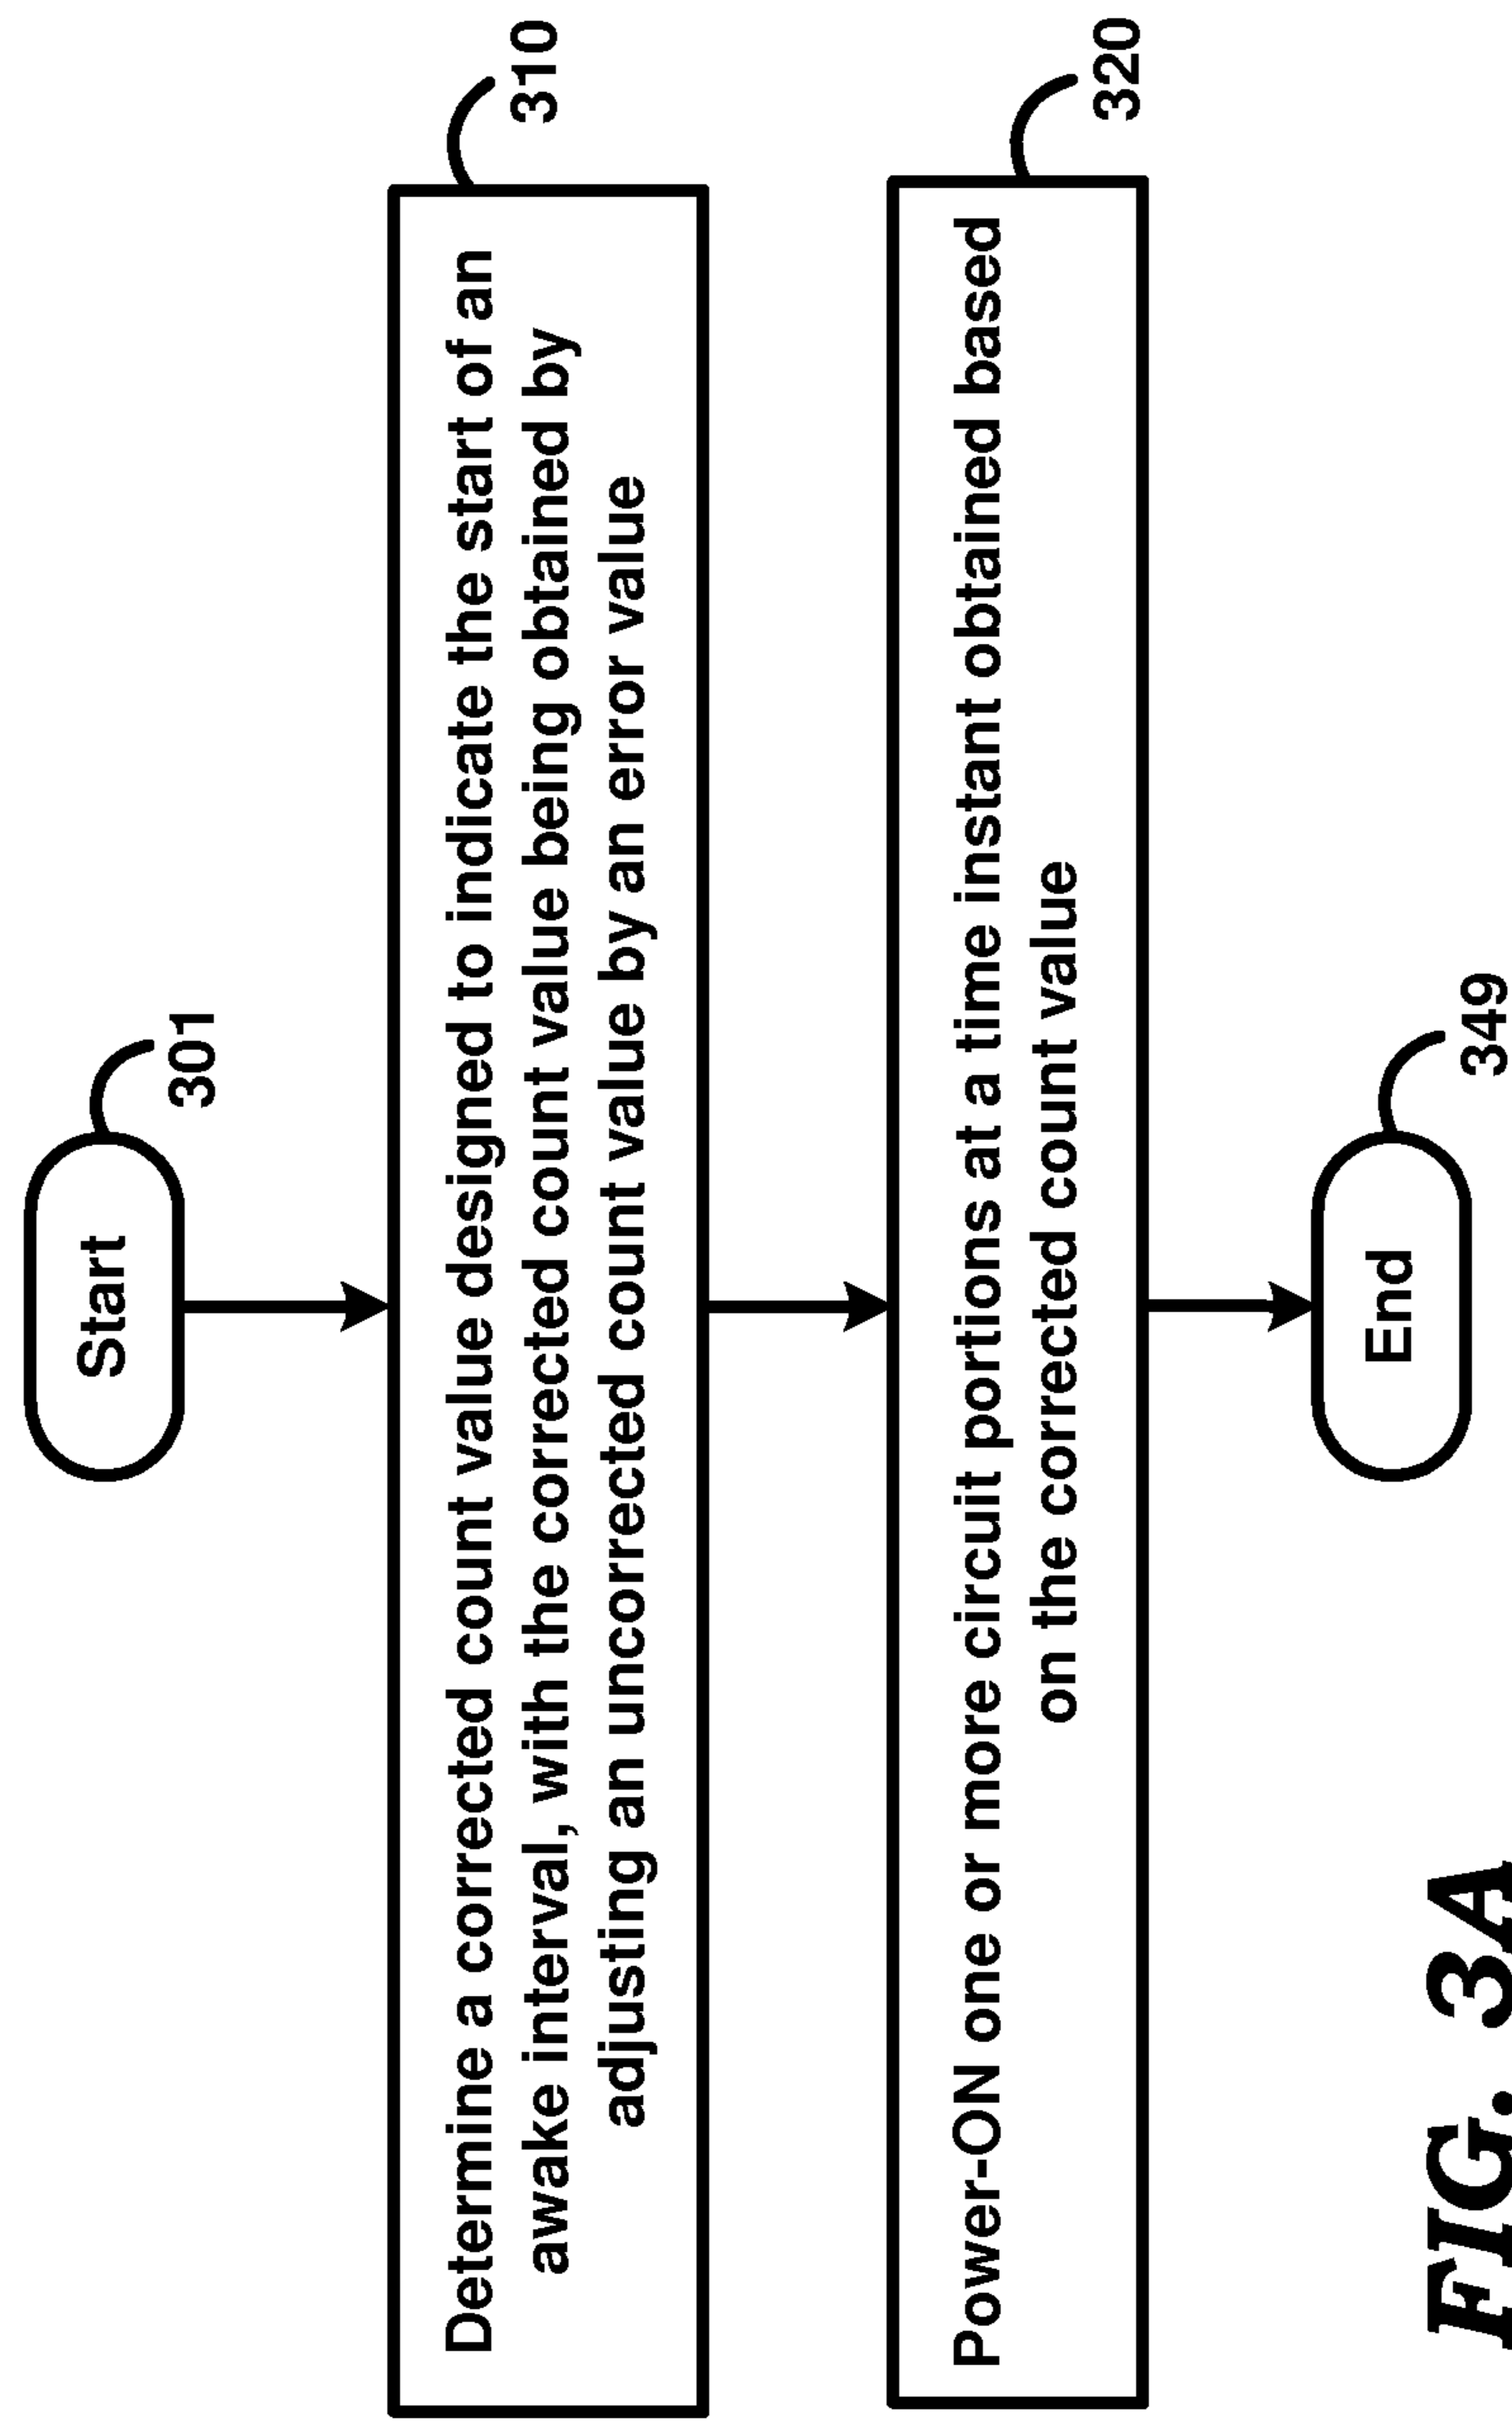 Start
301
Determine a corrected count value designed to indicate the start of an
awake interval, with the corrected count value being obtained by
adjusting an uncorrected count value by an error value
310
Power-ON one or more circuit portions at a time instant obtained based
on the corrected count value
320
End
349
FIG. 3A